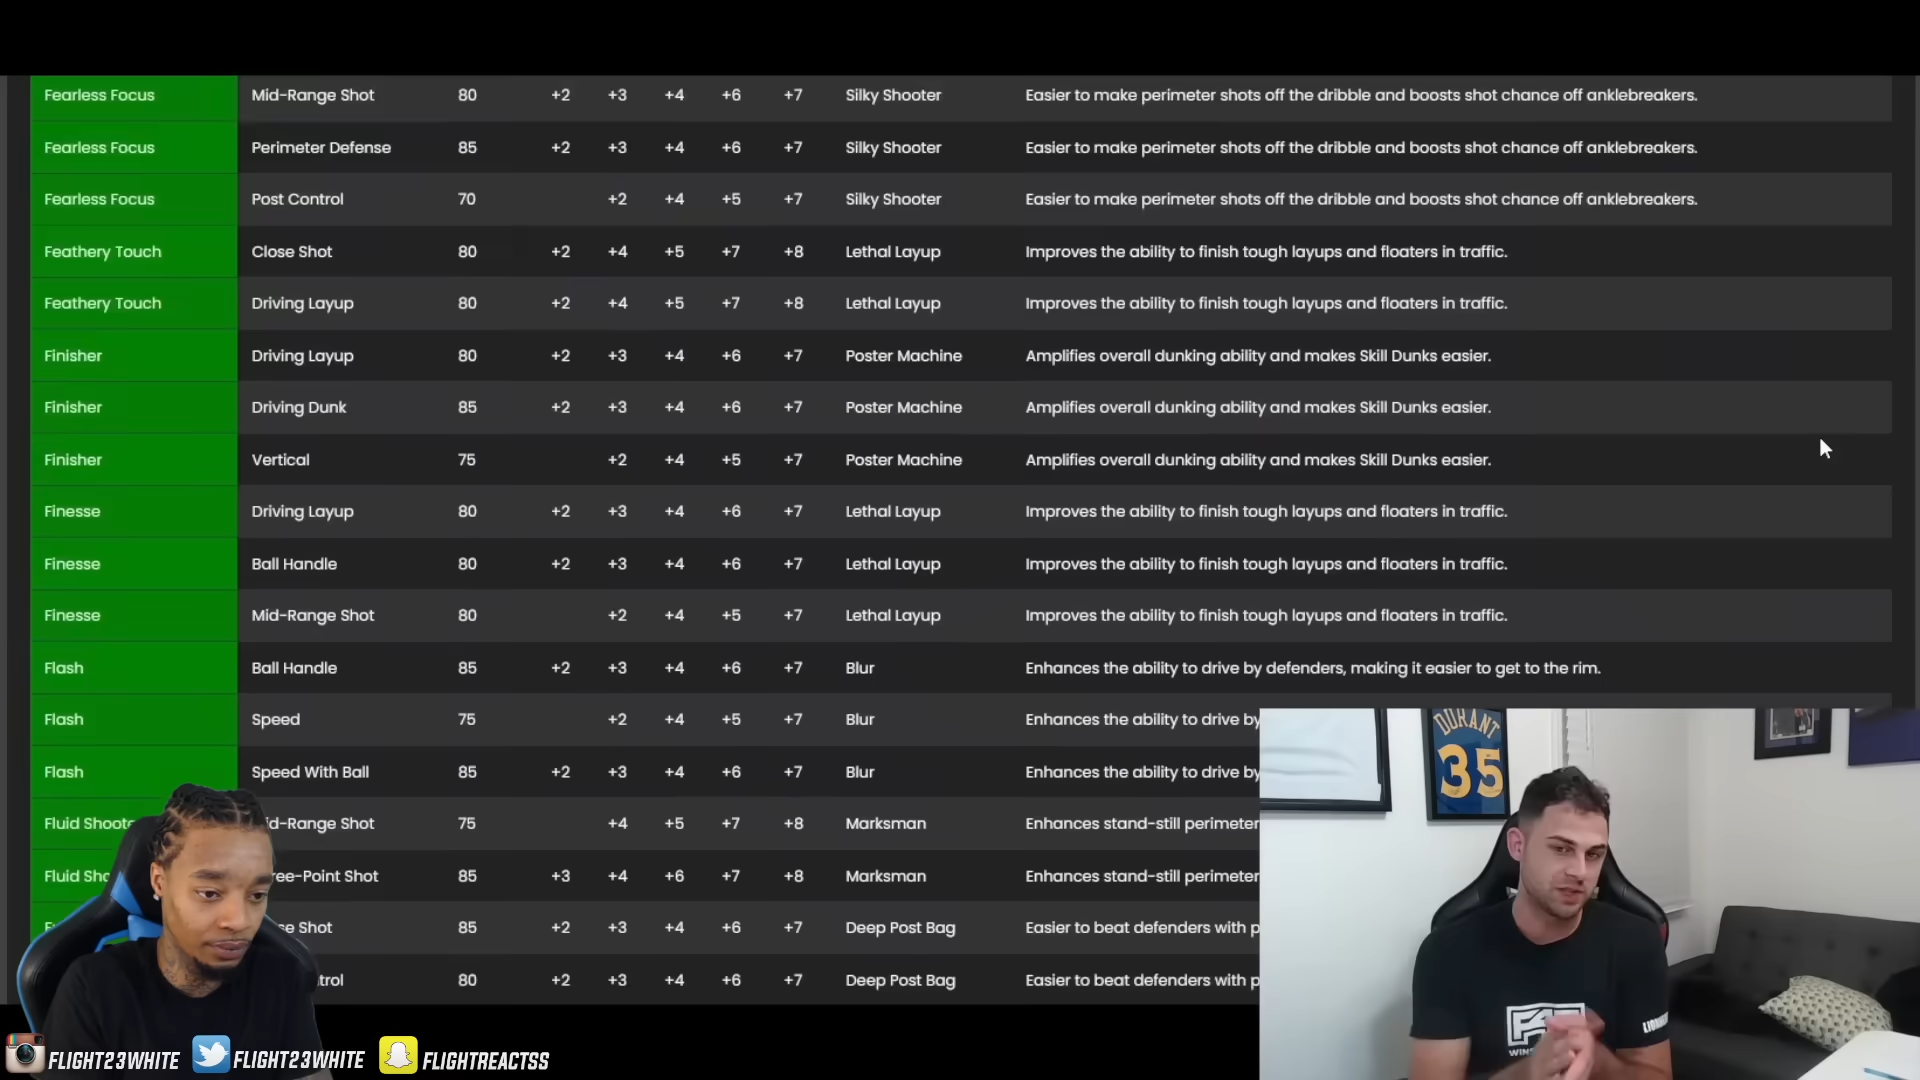 Fearless Focus Mid-Range Shot 80 +2 +3 +4 +6 +7 Silky Shooter Easier to make perimeter shots off the dribble and boosts shot chance off anklebreakers.
Fearless Focus Perimeter Defense 85 +2 +3 +4 +6 +7 Silky Shooter Easier to make perimeter shots off the dribble and boosts shot chance off anklebreakers.
Fearless Focus Post Control 70 +2 +4 +5 +7 Silky Shooter Easier to make perimeter shots off the dribble and boosts shot chance off anklebreakers.
Feathery Touch Close Shot 80 +2 +4 +5 +7 +8 Lethal Layup Improves the ability to finish tough layups and floaters in traffic.
Feathery Touch Driving Layup 80 +2 +4 +5 +7 +8 Lethal Layup Improves the ability to finish tough layups and floaters in traffic.
Finisher Driving Layup 80 +2 +3 +4 +6 +7 Poster Machine Amplifies overall dunking ability and makes Skill Dunks easier.
Finisher Driving Dunk 85 +2 +3 +4 +6 +7 Poster Machine Amplifies overall dunking ability and makes Skill Dunks easier.
Finisher Vertical 75 +2 +4 +5 +7 Poster Machine Amplifies overall dunking ability and makes Skill Dunks easier.
Finesse Driving Layup 80 +2 +3 +4 +6 +7 Lethal Layup Improves the ability to finish tough layups and floaters in traffic.
Finesse Ball Handle 80 +2 +3 +4 +6 +7 Lethal Layup Improves the ability to finish tough layups and floaters in traffic.
Finesse Mid-Range Shot 80 +2 +4 +5 +7 Lethal Layup Improves the ability to finish tough layups and floaters in traffic.
Flash Ball Handle 85 +2 +3 +4 +6 +7 Blur Enhances the ability to drive by defenders, making it easier to get to the rim.
Flash Speed 75 +2 +4 +5 +7 Blur Enhances the ability to drive by
Flash Speed With Ball 85 +2 +3 +4 +6 +7 Blur Enhances the ability to drive by
Fluid Shoote d-Range Shot 75 +4 +5 +7 +8 Marksman Enhances stand-still perimeter
Fluid Sho ree-Point Shot 85 +3 +4 +6 +7 +8 Marksman Enhances stand-still perimeter
se Shot 85 +2 +3 +4 +6 +7 Deep Post Bag Easier to beat defenders with p
trol 80 +2 +3 +4 +6 +7 Deep Post Bag Easier to beat defenders with p
DURANT
35
FLIGHT23WHITE FLIGHT23WHITE FLIGHTREACTSS